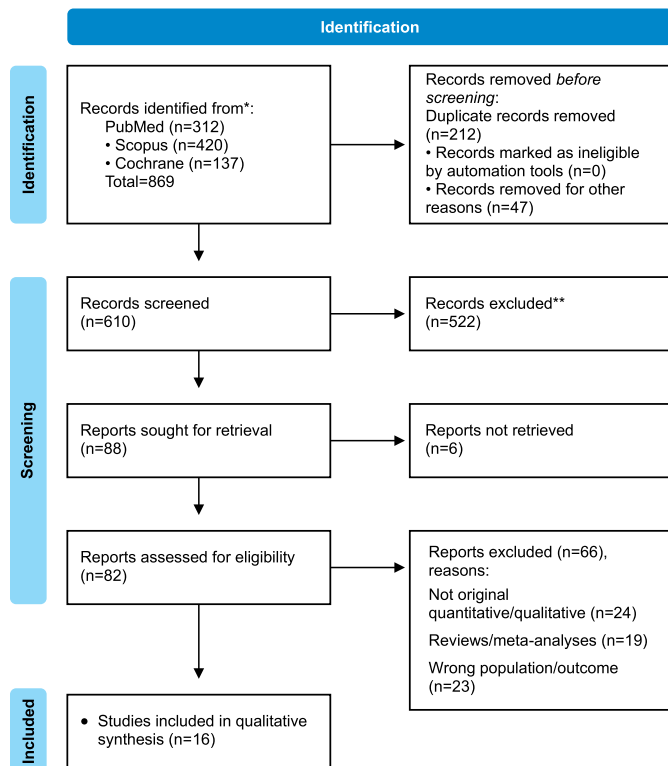 Identification
Identification
Records identified from*:
PubMed (n=312)
• Scopus (n=420)
• Cochrane (n=137)
Total=869
Records removed before
screening:
Duplicate records removed
(n=212)
• Records marked as ineligible
by automation tools (n=0)
• Records removed for other
reasons (n=47)
Screening
Records screened
(n=610)
Records excluded**
(n=522)
Reports sought for retrieval
(n=88)
Reports not retrieved
(n=6)
Reports assessed for eligibility
(n=82)
Reports excluded (n=66),
reasons:
Not original
quantitative/qualitative (n=24)
Reviews/meta-analyses (n=19)
Wrong population/outcome
(n=23)
Included
● Studies included in qualitative
synthesis (n=16)